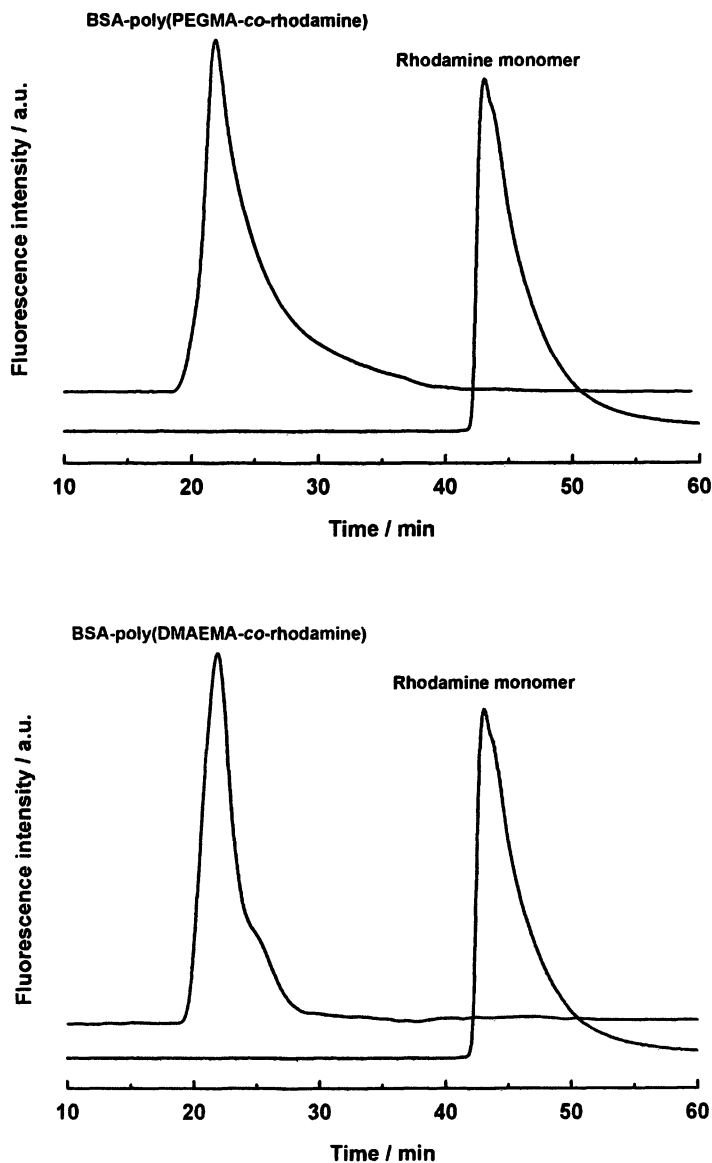 BSA-poly(PEGMA-co-rhodamine)
Rhodamine monomer
Fluorescence intensity / a.u.
10 20 30 40 50 60
Time / min
BSA-poly(DMAEMA-co-rhodamine)
Rhodamine monomer
Fluorescence intensity / a.u.
10 20 30 40 50 60
Time / min